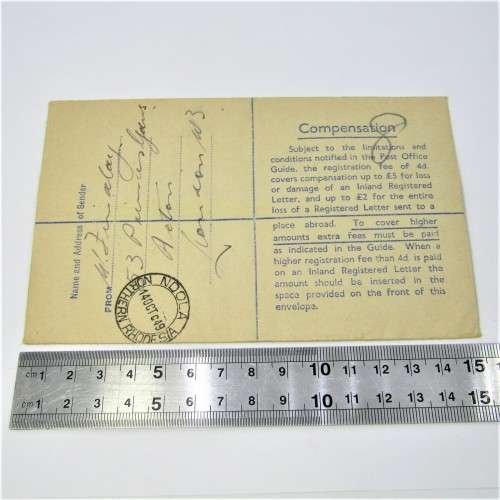 Compensation
Subject to the limitations and
conditions notified in the Post Office
Guide, the registration fee of 4d.
covers compensation up to £5 for loss
or damage of an Inland Registered
Letter, and up to £2 for the entire
loss of a Registered Letter sent to a
place abroad. To cover higher
amounts extra fees must be paid
as indicated in the Guide. When a
higher registration fee than 4d. is paid
on an Inland Registered Letter the
amount should be inserted in the
space provided on the front of this
envelope.
Name and Address of Sender
FROM
53 Princes Gdns
Acton
London W3
NDOLA
14 OCT 49
NORTHERN RHODESIA
cm 1 2 3 4 5 6 7 8 9 10 11 12 13 14 15
cm 1 2 3 4 5 6 7 8 9 10 11 12 13 14 15